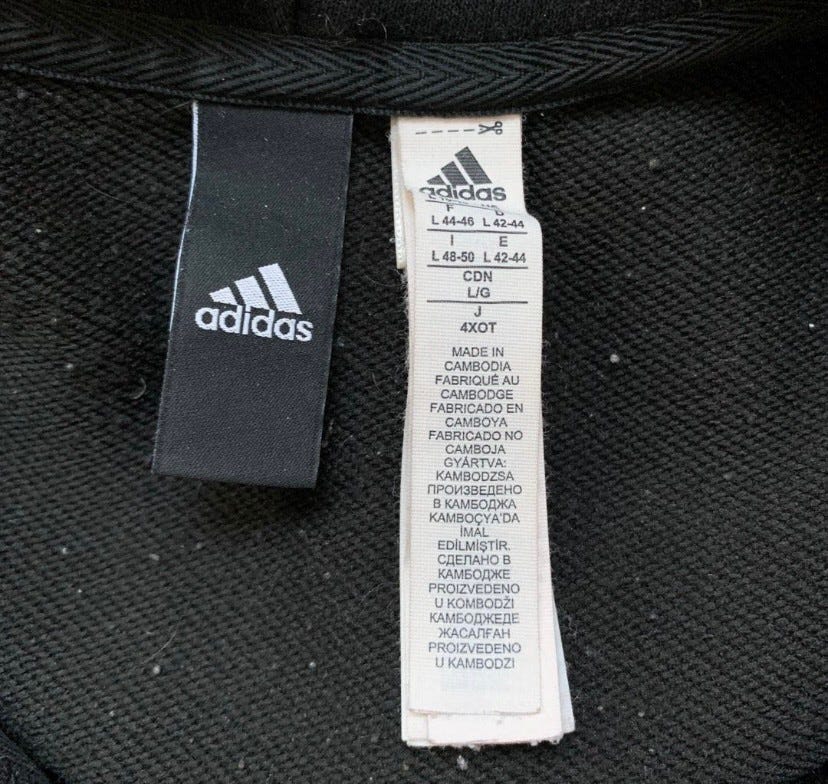 adidas
adidas
L 44-46 L 42-44
I E
L 48-50 L 42-44
CDN
L/G
J
4XOT
MADE IN
CAMBODIA
FABRIQUÉ AU
CAMBODGE
FABRICADO EN
CAMBOYA
FABRICADO NO
CAMBOJA
GYÁRTVA:
KAMBODZSA
ПРОИЗВЕДЕНО
В КАМБОДЖА
KAMBOÇYA'DA
İMAL
EDİLMİŞTİR.
СДЕЛАНО В
КАМБОДЖЕ
PROIZVEDENO
U KOMBODŽI
КАМБОДЖЕДЕ
ЖАСАЛҒАН
PROIZVEDENO
U KAMBODZI